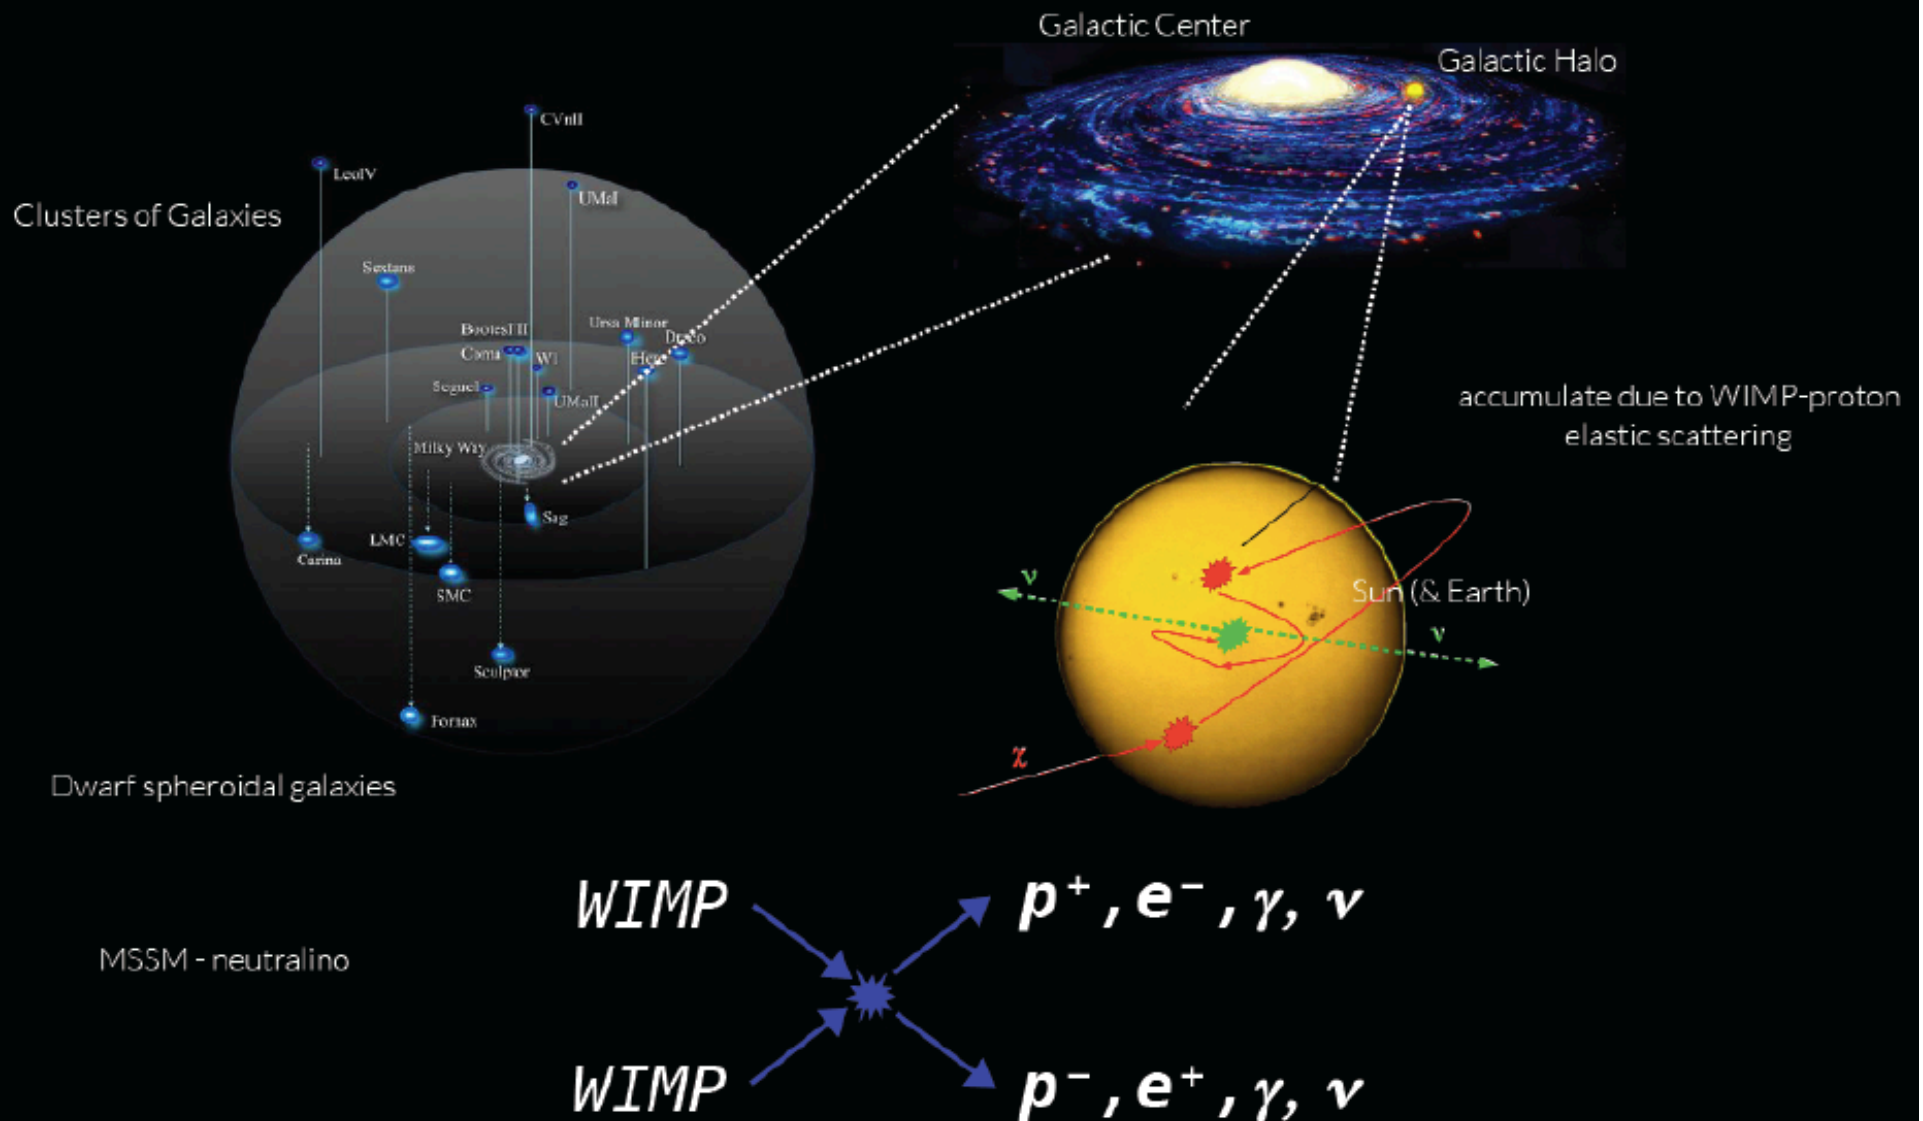 Galactic Center
Galactic Halo
CVnII
LeoIV
UMaI
Clusters of Galaxies
Sextans
Ursa Minor
Draco
Coma
W1
Herc
UMaII
Milky Way
Sag
LMC
Carina
SMC
Sculptor
Fornax
Dwarf spheroidal galaxies
accumulate due to WIMP-proton
elastic scattering
Sun (& Earth)
ν
ν
χ
WIMP
p⁺, e⁻, γ, ν
MSSM - neutralino
WIMP
p⁻, e⁺, γ, ν